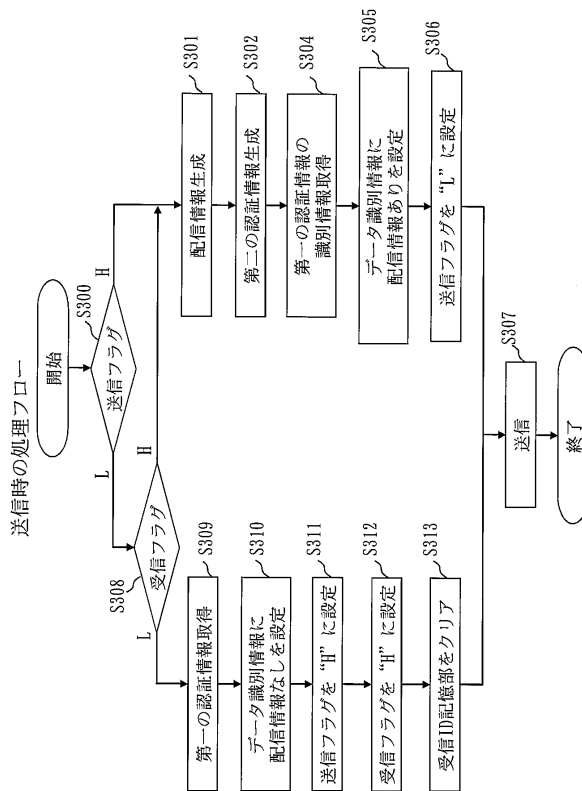 送信時の処理フロー
開始
S300
送信フラグ
L
H
S308
受信フラグ
L
H
S301
配信情報生成
S302
第二の認証情報生成
S304
第一の認証情報の
識別情報取得
S305
データ識別情報に
配信情報ありを設定
S306
送信フラグを“L”に設定
S309
第一の認証情報取得
S310
データ識別情報に
配信情報なしを設定
S311
送信フラグを“H”に設定
S312
受信フラグを“H”に設定
S313
受信ID記憶部をクリア
S307
送信
終了